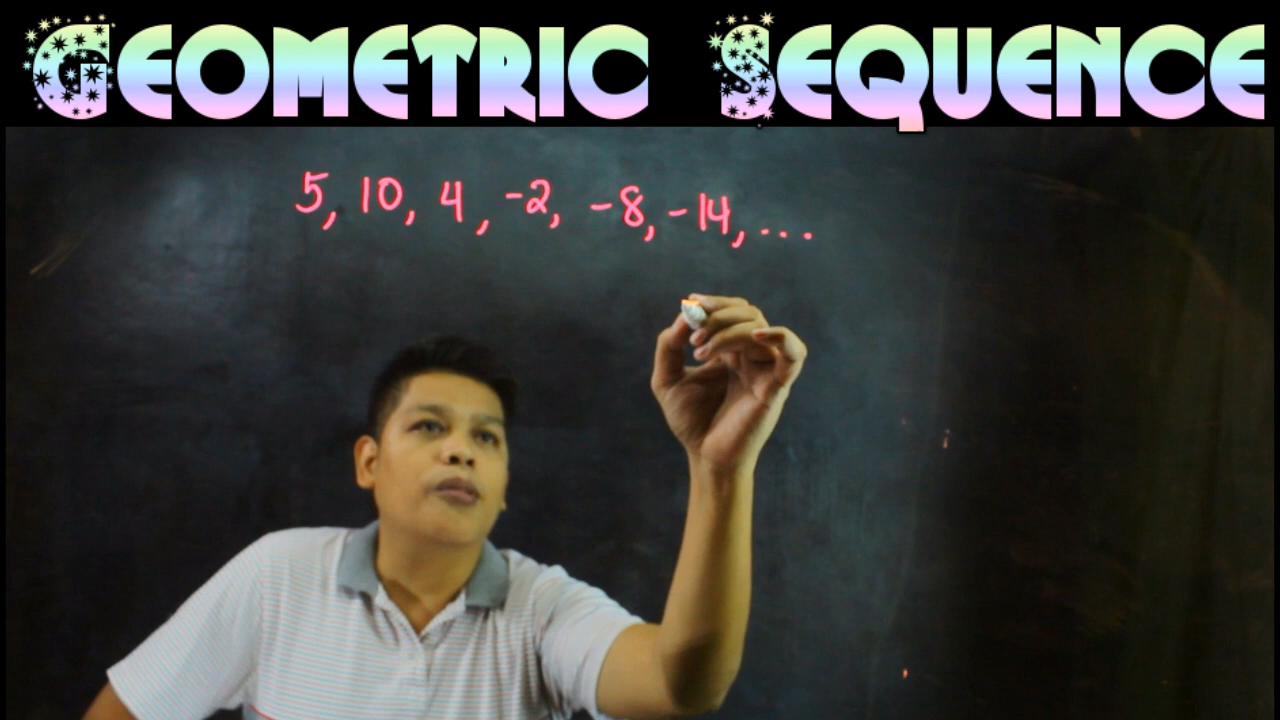 GEOMETRIC SEQUENCE
5, 10, 4, -2, -8, -14, ...